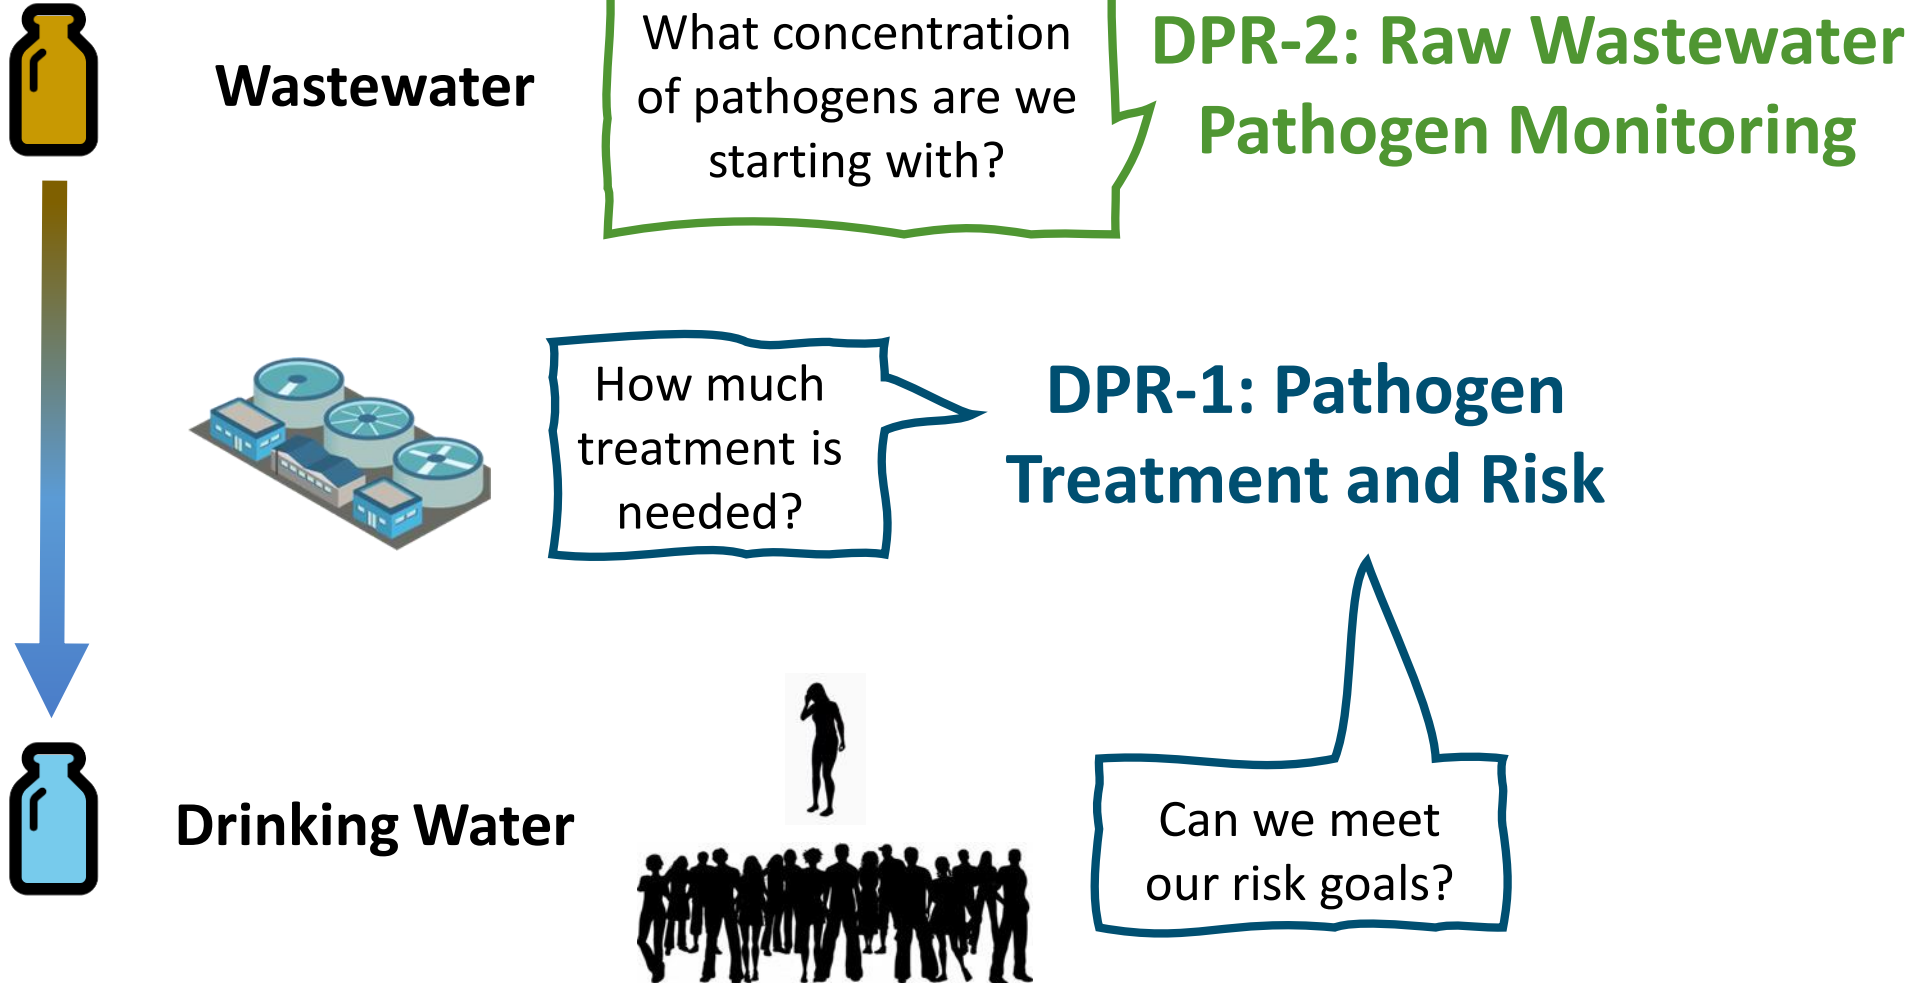 Wastewater
What concentration
of pathogens are we
starting with?
DPR-2: Raw Wastewater
Pathogen Monitoring
How much
treatment is
needed?
DPR-1: Pathogen
Treatment and Risk
Drinking Water
Can we meet
our risk goals?